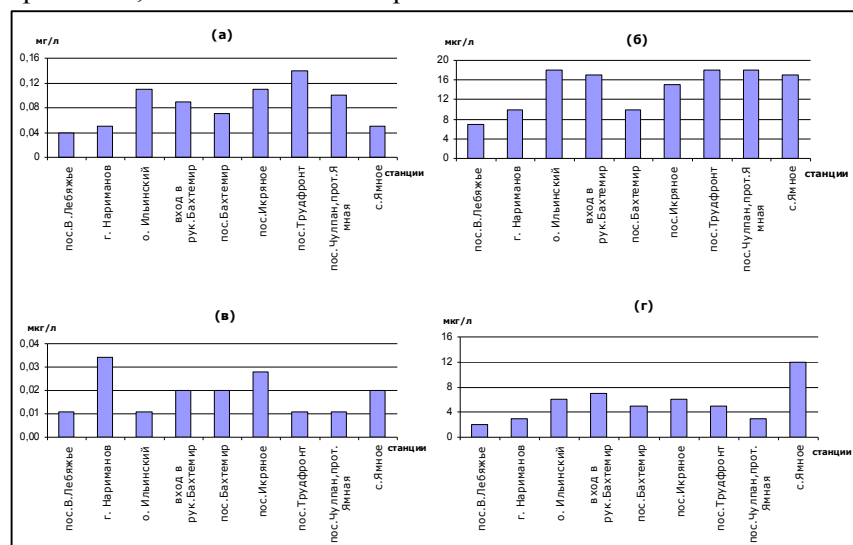 (а)
мг/л
0,16
0,12
0,08
0,04
0
станции
пос.В.Лебяжье
г. Нариманов
о. Ильинский
вход в
рук.Бахтемир
пос.Бахтемир
пос.Икряное
пос.Трудфронт
пос.Чулпан,прот.Я
мная
с.Ямное
(б)
мкг/л
20
16
12
8
4
0
станции
пос.В.Лебяжье
г. Нариманов
о. Ильинский
вход в
рук.Бахтемир
пос.Бахтемир
пос.Икряное
пос.Трудфронт
пос.Чулпан,прот.Я
мная
с.Ямное
(в)
мкг/л
0,04
0,03
0,02
0,01
0,00
станции
пос.В.Лебяжье
г. Нариманов
о. Ильинский
вход в
рук.Бахтемир
пос.Бахтемир
пос.Икряное
пос.Трудфронт
пос.Чулпан,прот.
Ямная
с.Ямное
(г)
мкг/л
16
12
8
4
0
станции
пос.В.Лебяжье
г. Нариманов
о. Ильинский
вход в
рук.Бахтемир
пос.Бахтемир
пос.Икряное
пос.Трудфронт
пос.Чулпан,прот.
Ямная
с.Ямное